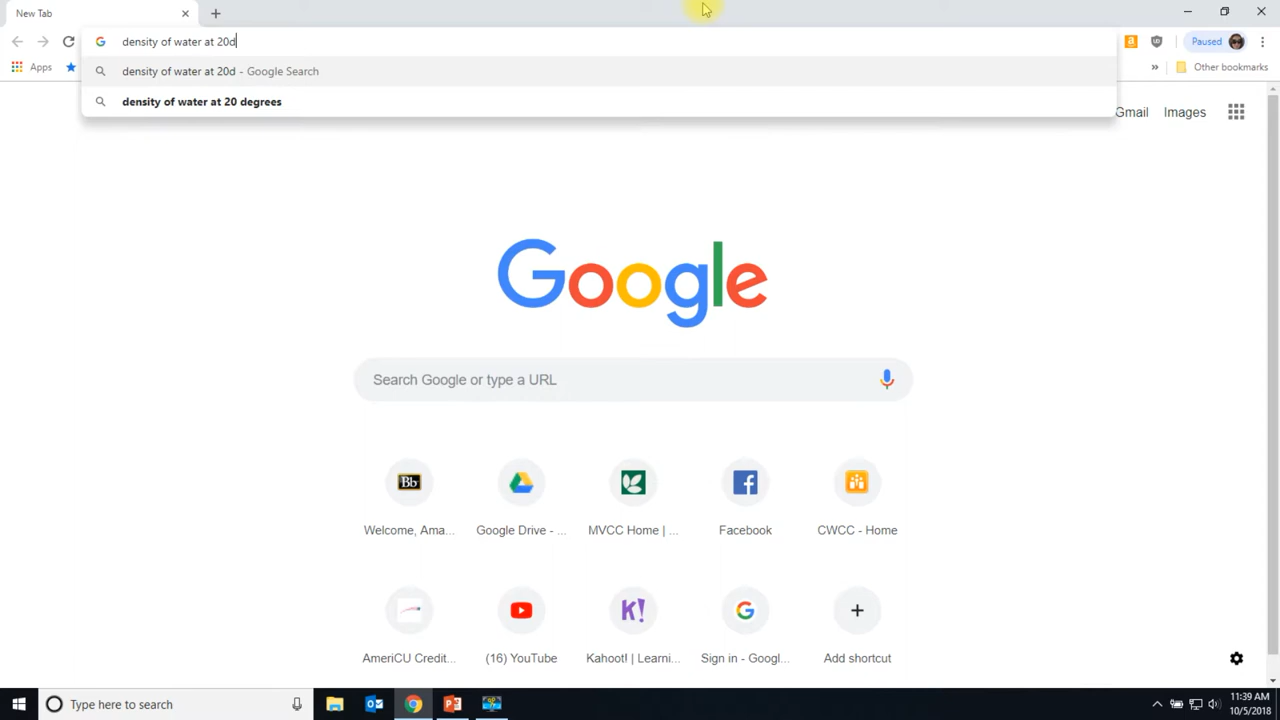 New Tab
density of water at 20d
Paused
density of water at 20d - Google Search
Apps
Other bookmarks
density of water at 20 degrees
Gmail
Images
Google
Search Google or type a URL
Bb
Welcome, Ama...
Google Drive - ...
MVCC Home | ...
Facebook
CWCC - Home
K!
AmeriCU Credit...
(16) YouTube
Kahoot! | Learni...
Sign in - Googl...
Add shortcut
Type here to search
11:39 AM
10/5/2018